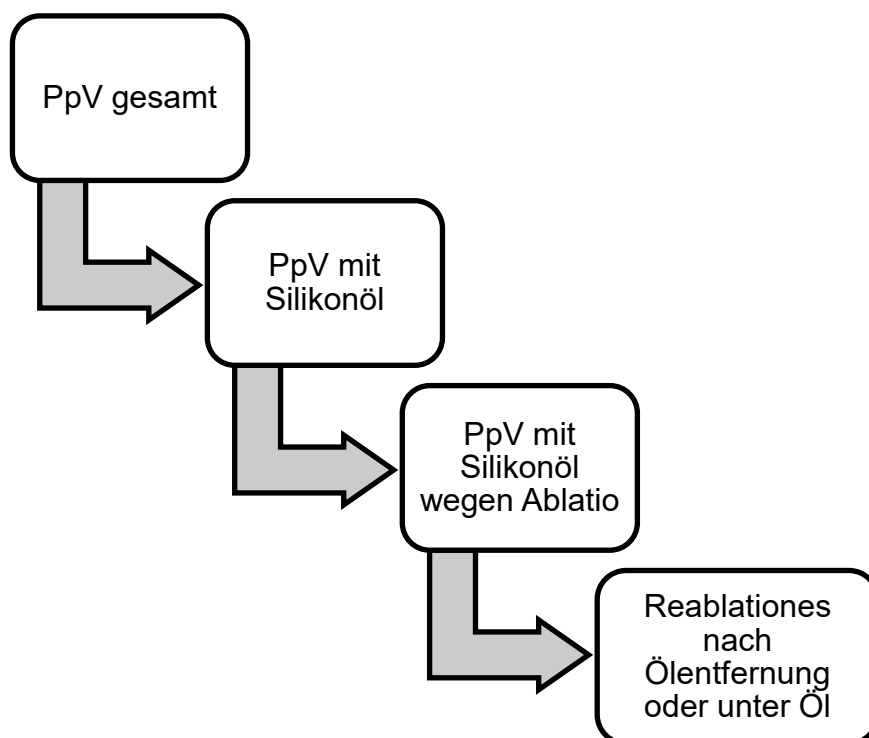 PpV gesamt
PpV mit
Silikonöl
PpV mit
Silikonöl
wegen Ablatio
Reablationes
nach
Ölentfernung
oder unter Öl